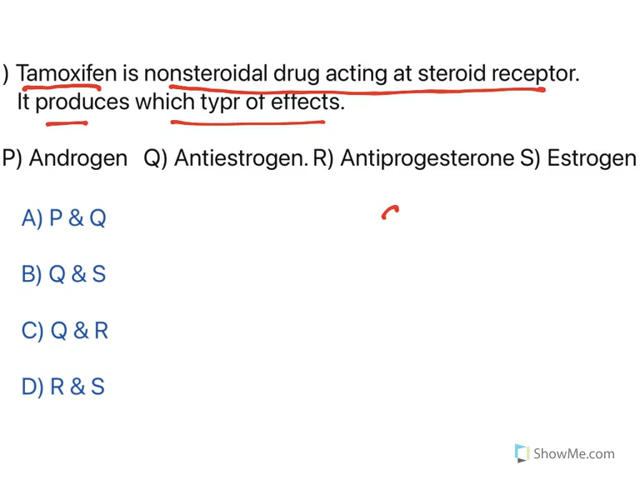 ) Tamoxifen is nonsteroidal drug acting at steroid receptor.
It produces which typr of effects.
P) Androgen Q) Antiestrogen. R) Antiprogesterone S) Estrogen
A) P & Q
B) Q & S
C) Q & R
D) R & S
ShowMe.com